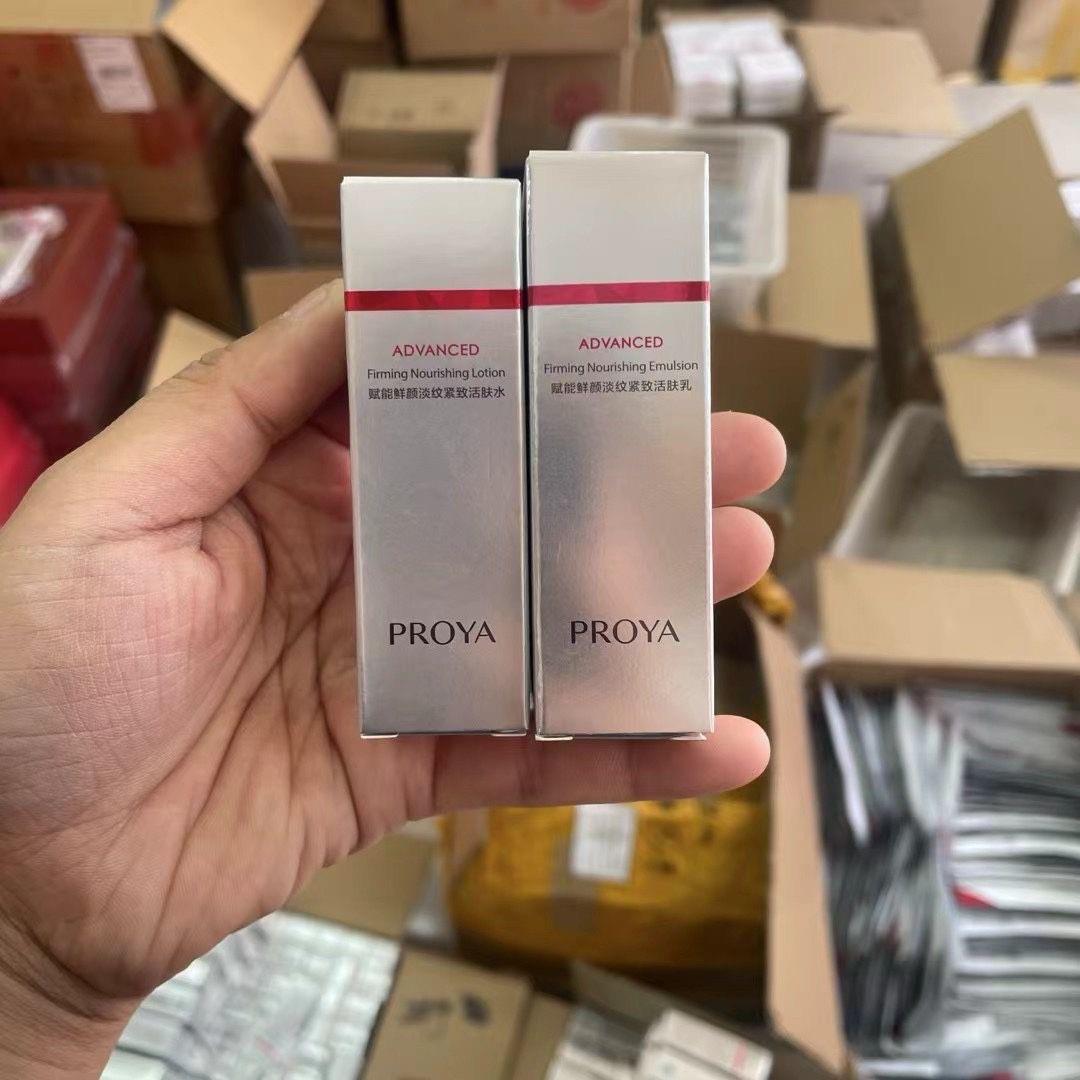 ADVANCED
Firming Nourishing Lotion
赋能鲜颜淡纹紧致活肤水
PROYA
ADVANCED
Firming Nourishing Emulsion
赋能鲜颜淡纹紧致活肤乳
PROYA